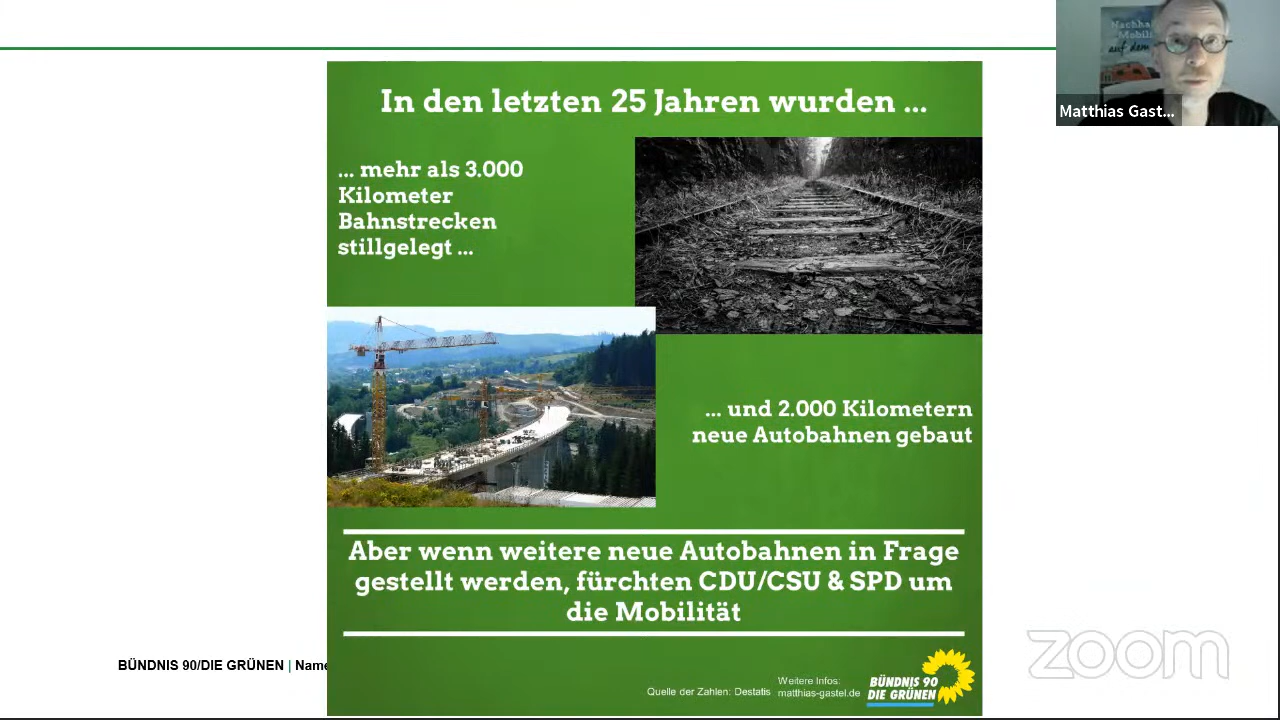 In den letzten 25 Jahren wurden ...
... mehr als 3.000
Kilometer
Bahnstrecken
stillgelegt ...
... und 2.000 Kilometern
neue Autobahnen gebaut
Aber wenn weitere neue Autobahnen in Frage
gestellt werden, fürchten CDU/CSU & SPD um
die Mobilität
Quelle der Zahlen: Destatis
Weitere Infos:
matthias-gastel.de
BÜNDNIS 90
DIE GRÜNEN
BÜNDNIS 90/DIE GRÜNEN | Name
auf dem
Matthias Gast...
zoom